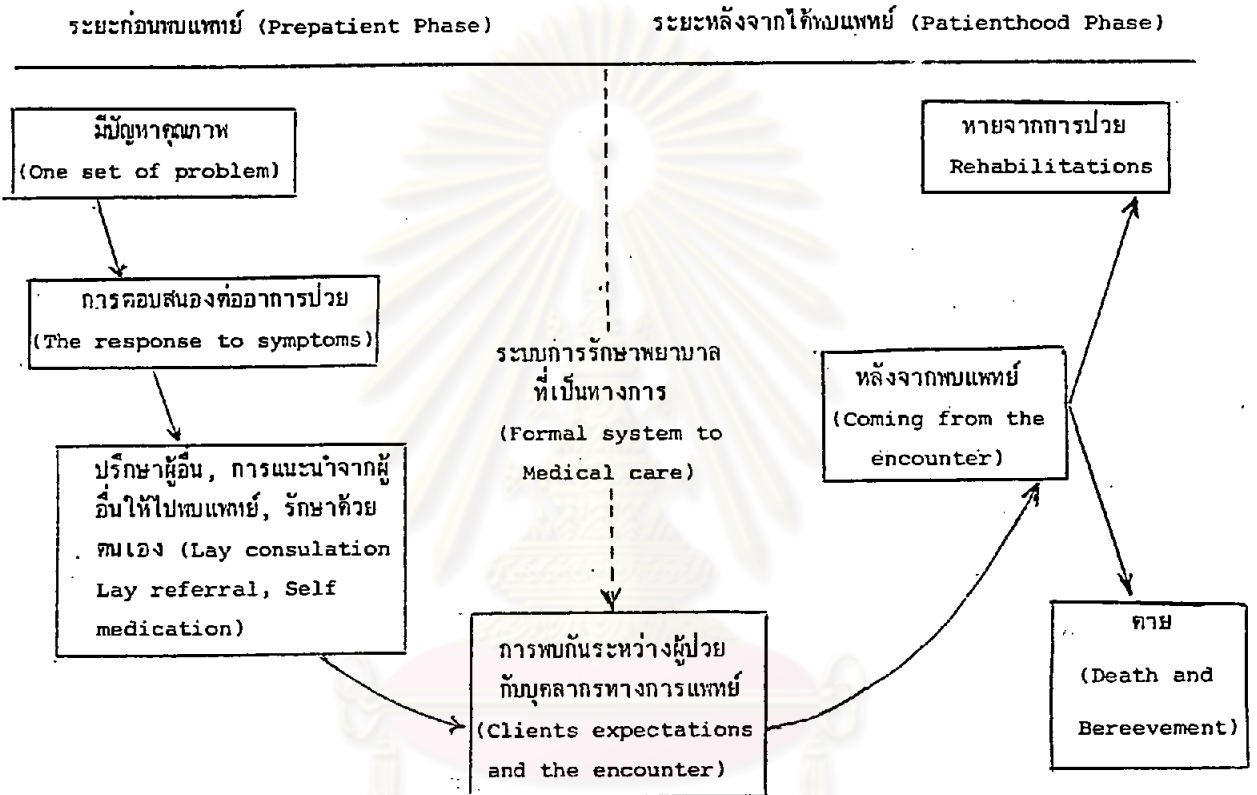 ระยะก่อนพบแพทย์ (Prepatient Phase)
ระยะหลังจากได้พบแพทย์ (Patienthood Phase)
มีปัญหาคุณภาพ
(One set of problem)
การตอบสนองต่ออาการป่วย
(The response to symptoms)
ปรึกษาผู้อื่น, การแนะนำจากผู้
อื่นให้ไปพบแพทย์, รักษาด้วย
ตนเอง (Lay consulation
Lay referral, Self
medication)
ระบบการรักษาพยาบาล
ที่เป็นทางการ
(Formal system to
Medical care)
การพบกันระหว่างผู้ป่วย
กับบุคลากรทางการแพทย์
(Clients expectations
and the encounter)
หลังจากพบแพทย์
(Coming from the
encounter)
หายจากการป่วย
Rehabilitations
ตาย
(Death and
Bereevement)